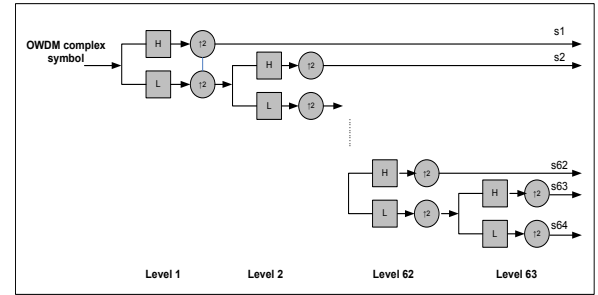 s1
OWDM complex
symbol
H ↑2
s2
L ↑2
H ↑2
L ↑2
s62
H ↑2
s63
H ↑2
L ↑2
s64
L ↑2
Level 1 Level 2 Level 62 Level 63